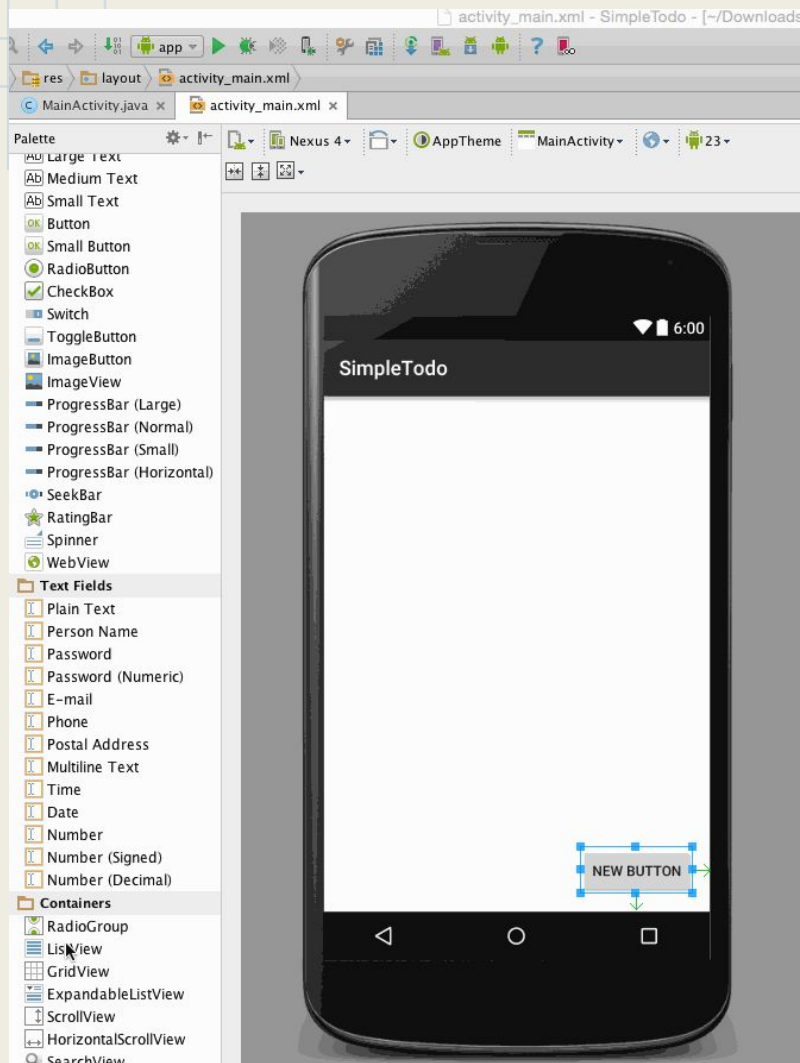 activity_main.xml - SimpleTodo - [~/Downloads
app
res layout activity_main.xml
MainActivity.java activity_main.xml
Palette
Nexus 4 AppTheme MainActivity 23
Large Text
Medium Text
Small Text
Button
Small Button
RadioButton
CheckBox
Switch
ToggleButton
ImageButton
ImageView
ProgressBar (Large)
ProgressBar (Normal)
ProgressBar (Small)
ProgressBar (Horizontal)
SeekBar
RatingBar
Spinner
WebView
Text Fields
Plain Text
Person Name
Password
Password (Numeric)
E-mail
Phone
Postal Address
Multiline Text
Time
Date
Number
Number (Signed)
Number (Decimal)
Containers
RadioGroup
ListView
GridView
ExpandableListView
ScrollView
HorizontalScrollView
SearchView
6:00
SimpleTodo
NEW BUTTON